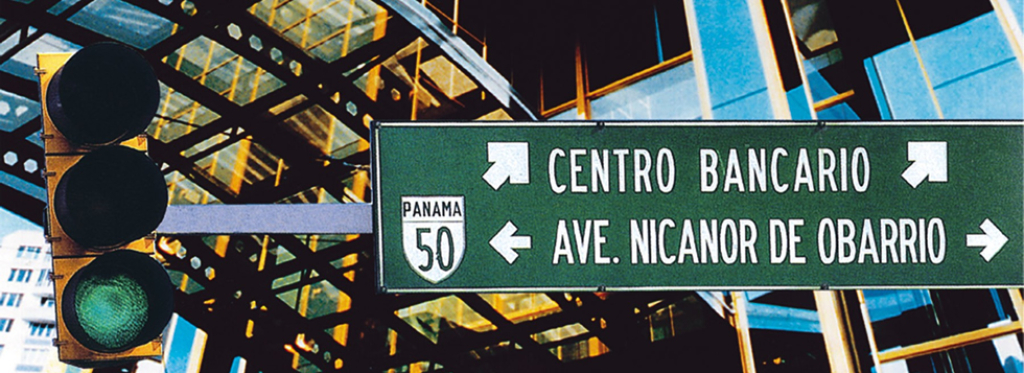 CENTRO BANCARIO
PANAMA
50
AVE. NICANOR DE OBARRIO